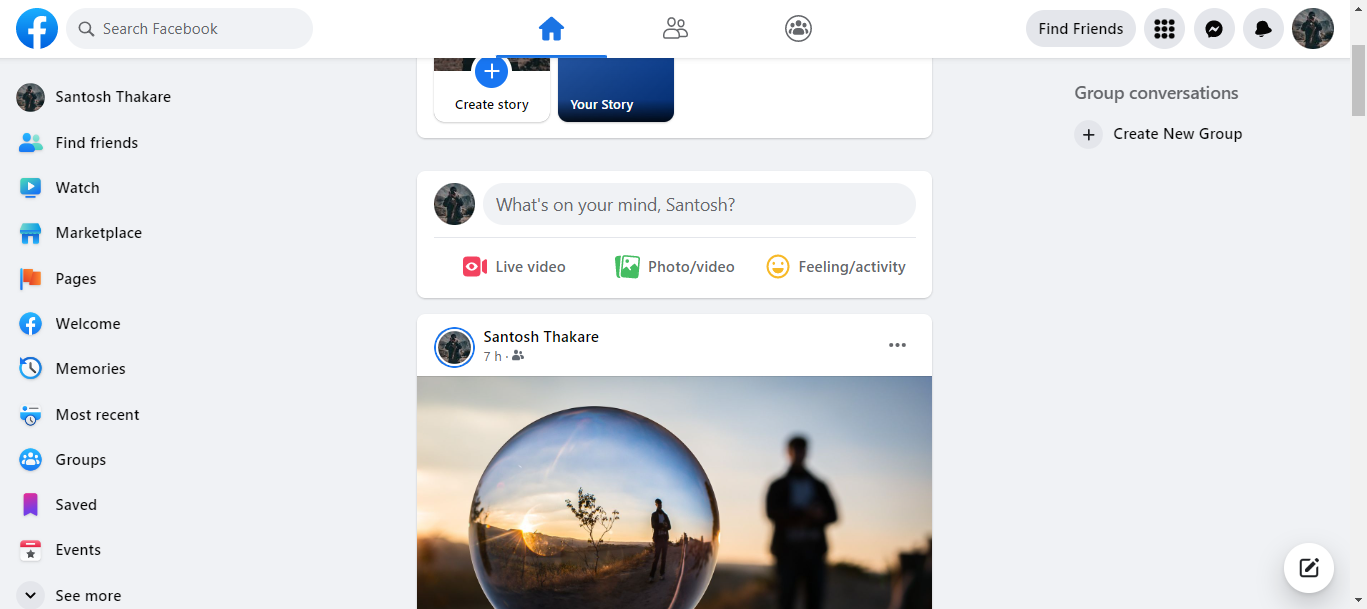 Search Facebook
Find Friends
Santosh Thakare
Find friends
Watch
Marketplace
Pages
Welcome
Memories
Most recent
Groups
Saved
Events
See more
Create story
Your Story
What's on your mind, Santosh?
Live video
Photo/video
Feeling/activity
Santosh Thakare
7 h ·
Group conversations
Create New Group